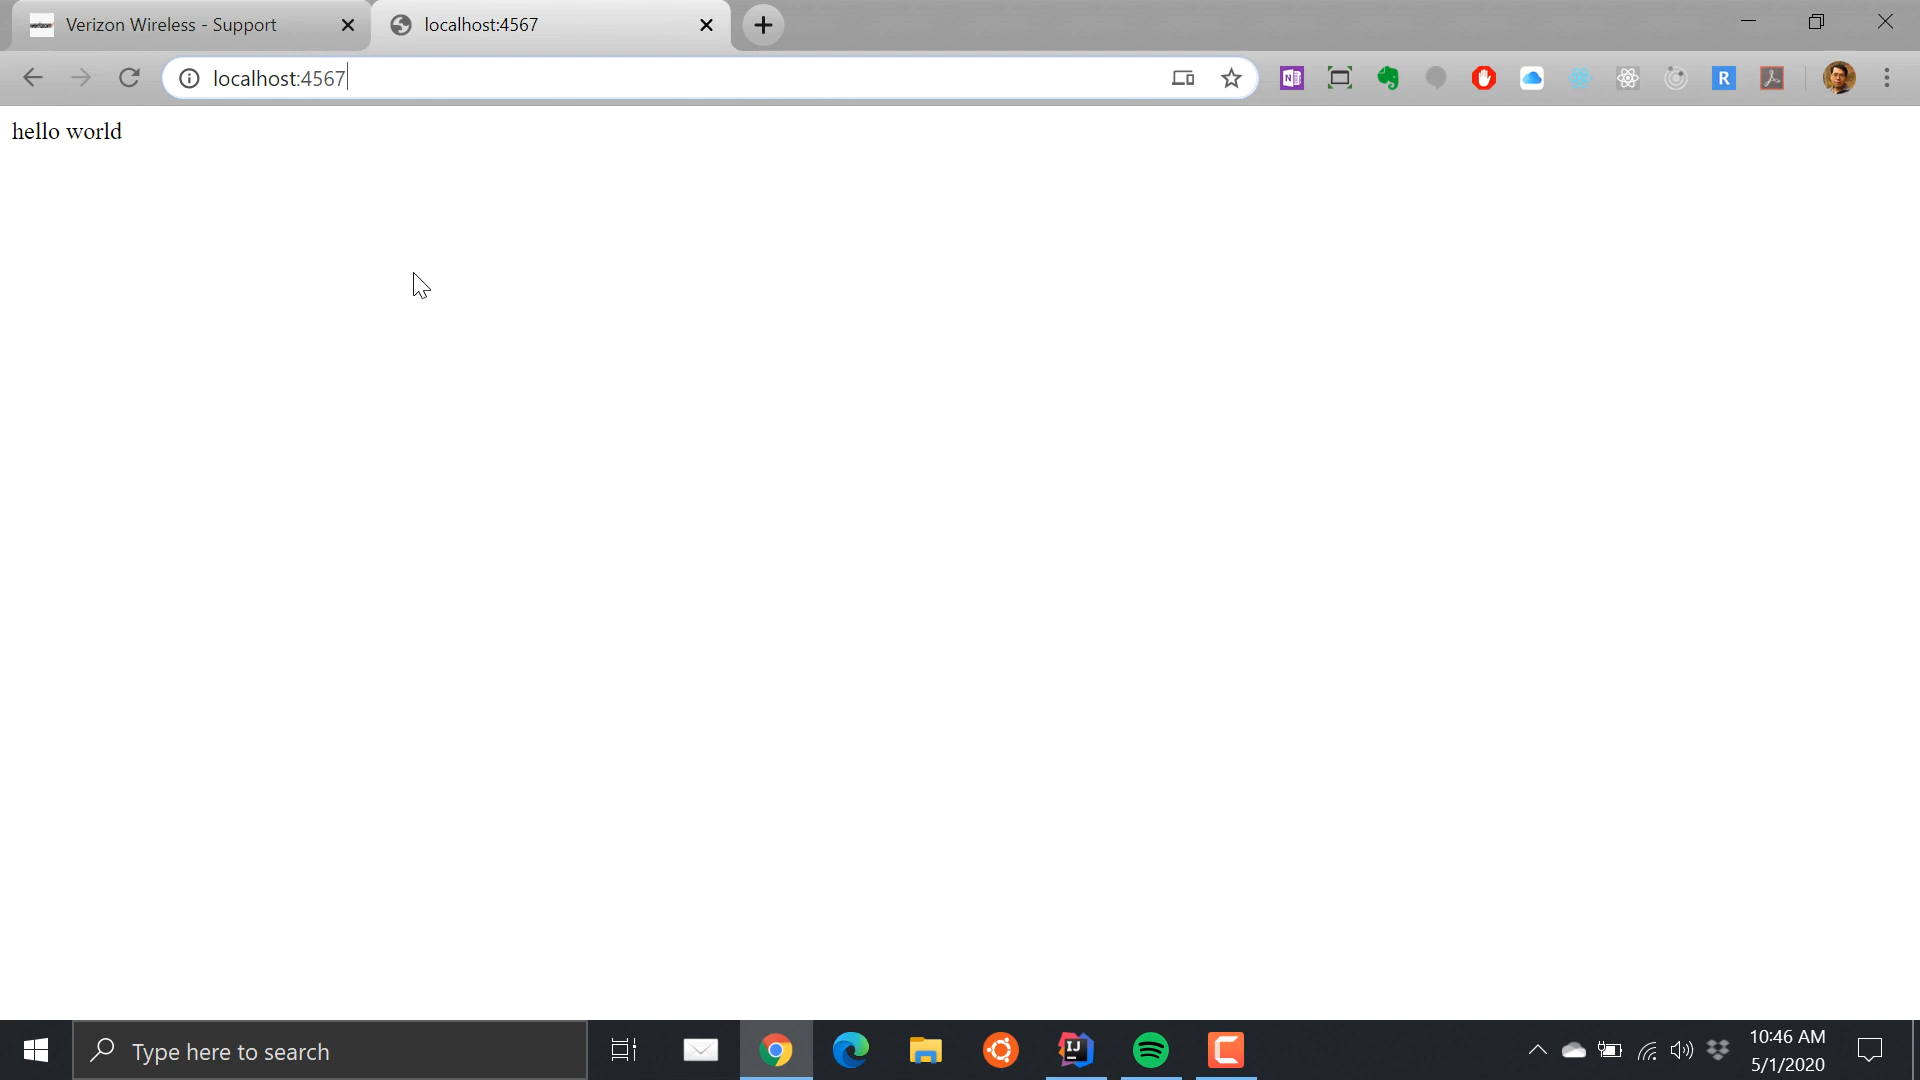 Verizon Wireless - Support
localhost:4567
localhost:4567
hello world
Type here to search
10:46 AM
5/1/2020
N
R
IJ